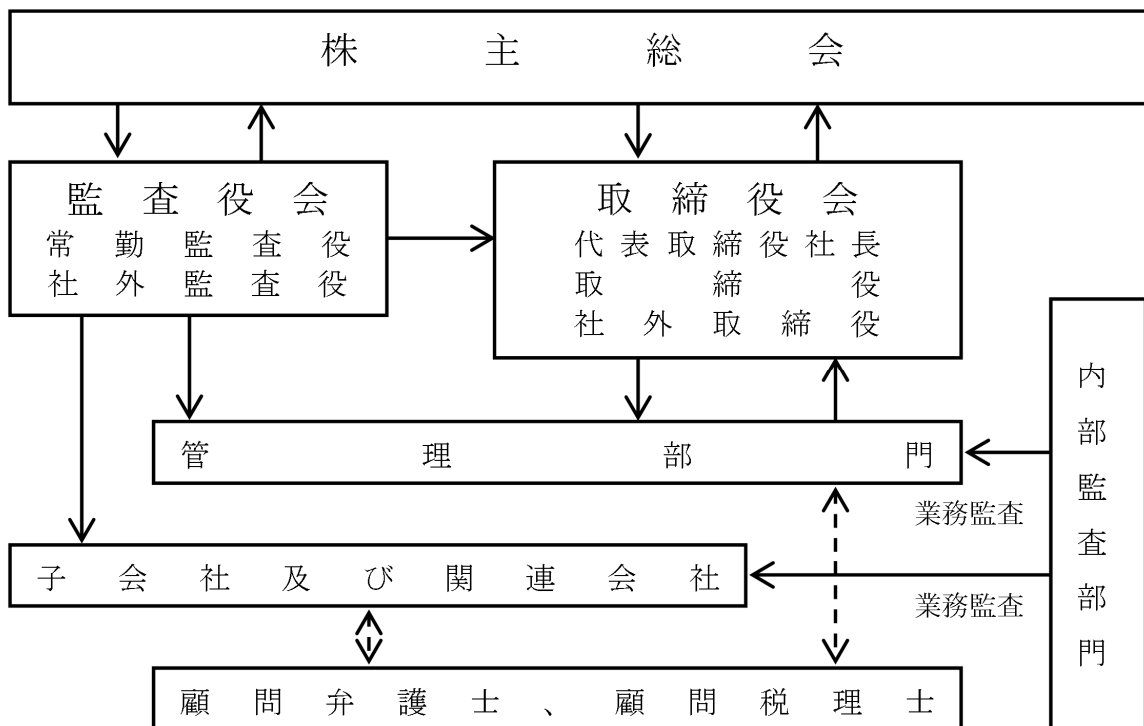 株主総会
監査役会
常勤監査役
社外監査役
取締役会
代表取締役社長
取締役
社外取締役
内部監査部門
管理部門
業務監査
子会社及び関連会社
業務監査
顧問弁護士、顧問税理士